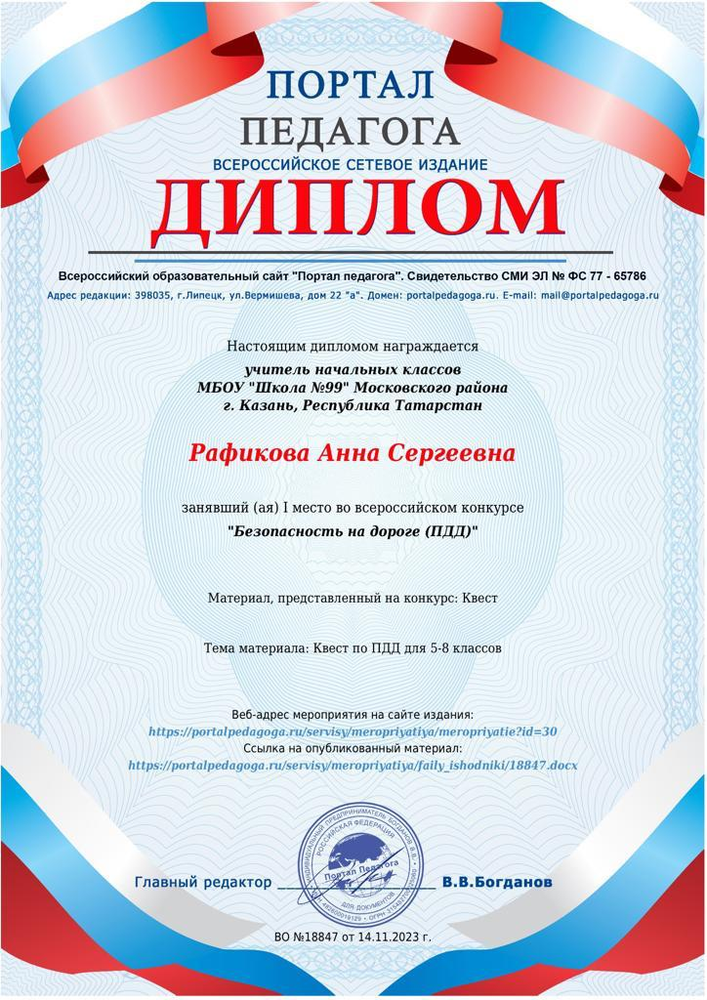 ПОРТАЛ
ПЕДАГОГА
ВСЕРОССИЙСКОЕ СЕТЕВОЕ ИЗДАНИЕ
ДИПЛОМ
Всероссийский образовательный сайт "Портал педагога". Свидетельство СМИ ЭЛ № ФС 77 - 65786
Адрес редакции: 398035, г.Липецк, ул.Вермишева, дом 22 "а". Домен: portalpedagoga.ru. E-mail: mail@portalpedagoga.ru
Настоящим дипломом награждается
учитель начальных классов
МБОУ "Школа №99" Московского района
г. Казань, Республика Татарстан
Рафикова Анна Сергеевна
занявший (ая) I место во всероссийском конкурсе
"Безопасность на дороге (ПДД)"
Материал, представленный на конкурс: Квест
Тема материала: Квест по ПДД для 5-8 классов
Веб-адрес мероприятия на сайте издания:
https://portalpedagoga.ru/servisy/meropriyatiya/meropriyatie?id=30
Ссылка на опубликованный материал:
https://portalpedagoga.ru/servisy/meropriyatiya/faily_ishodniki/18847.docx
ИНДИВИДУАЛЬНЫЙ ПРЕДПРИНИМАТЕЛЬ БОГДАНОВ В.В.
РОССИЙСКАЯ ФЕДЕРАЦИЯ
Портал Педагога
ДЛЯ ДОКУМЕНТОВ
Главный редактор
В.В.Богданов
ВО №18847 от 14.11.2023 г.